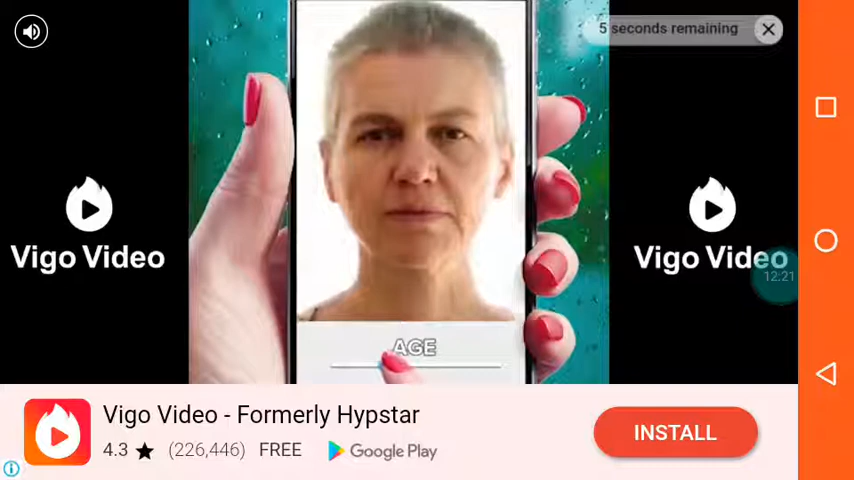 5 seconds remaining
Vigo Video
Vigo Video
12:21
AGE
Vigo Video - Formerly Hypstar
4.3 ★ (226,446) FREE Google Play
INSTALL